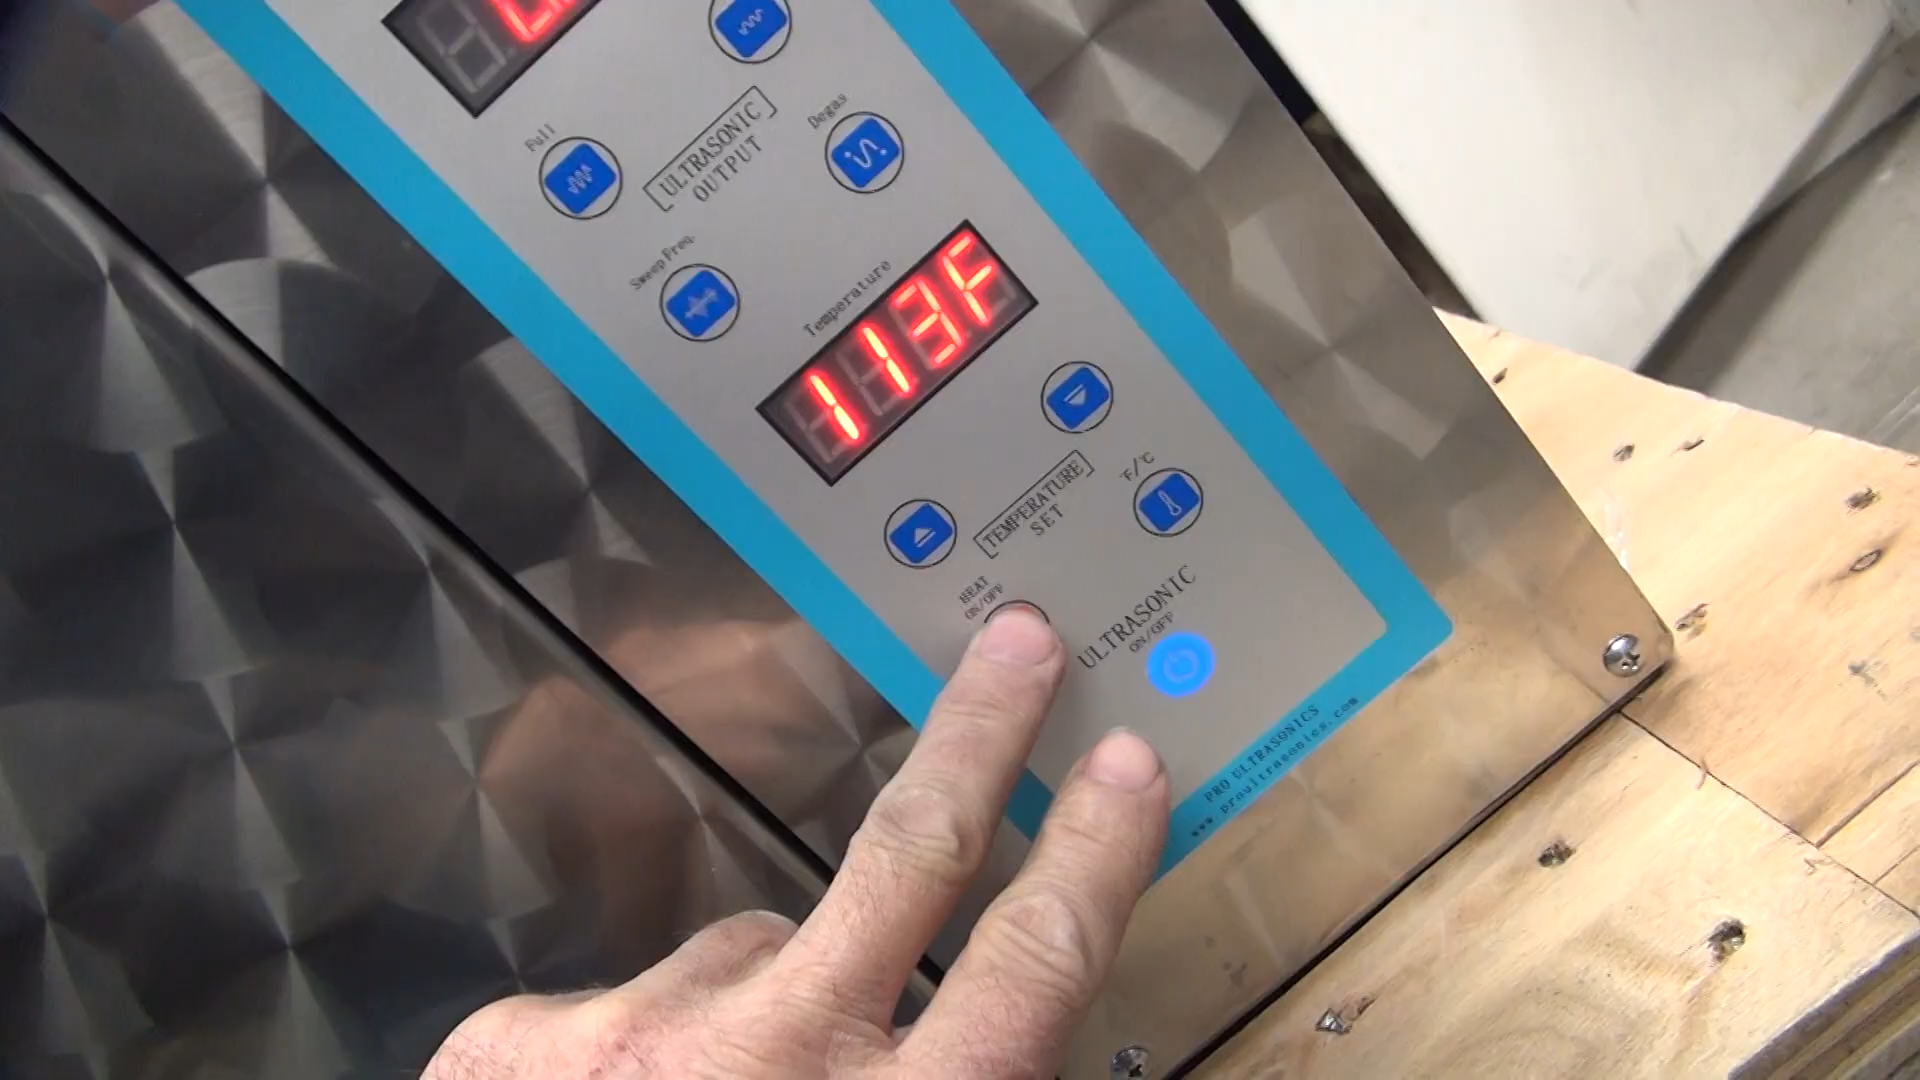 Full
ULTRASONIC
OUTPUT
Degas
Sweep Freq.
Temperature
113F
TEMPERATURE
SET
°F/°C
HEAT
ON/OFF
ULTRASONIC
ON/OFF
PRO ULTRASONICS
www.proultrasonics.com